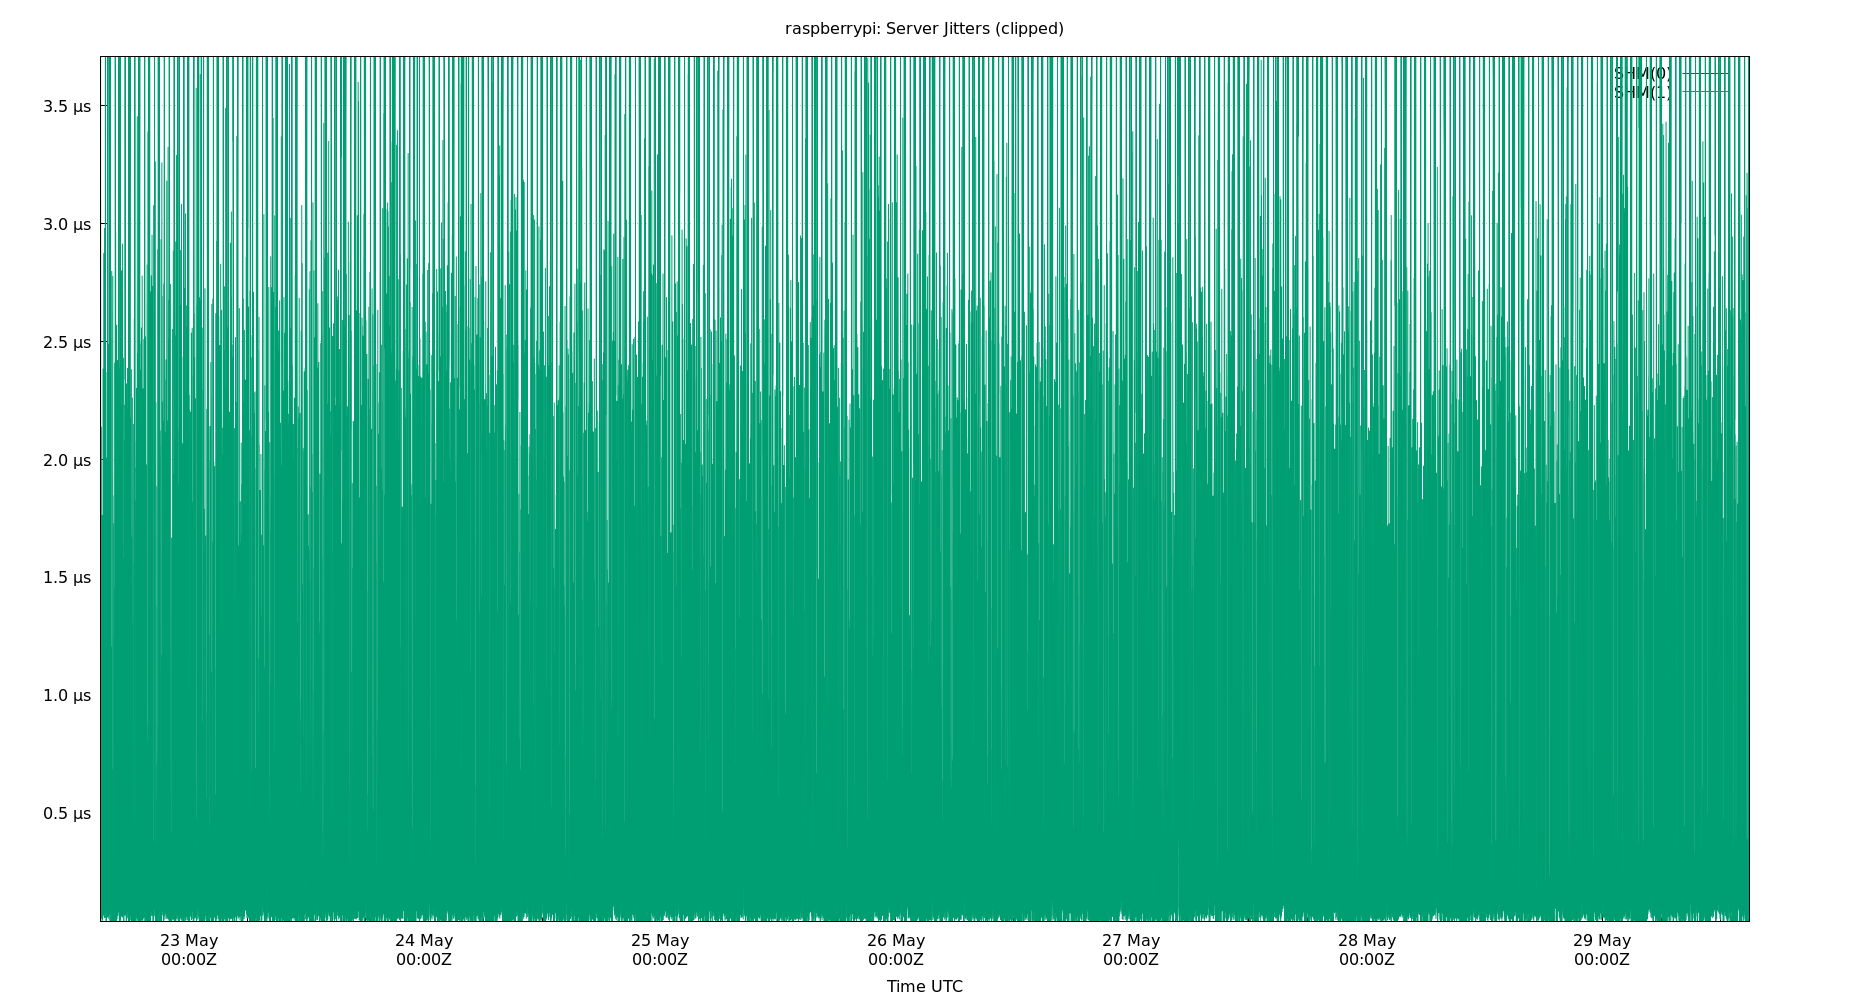 raspberrypi: Server Jitters (clipped)
SHM(0)
SHM(1)
3.5 μs
3.0 μs
2.5 μs
2.0 μs
1.5 μs
1.0 μs
0.5 μs
23 May 24 May 25 May 26 May 27 May 28 May 29 May
00:00Z 00:00Z 00:00Z 00:00Z 00:00Z 00:00Z 00:00Z
Time UTC